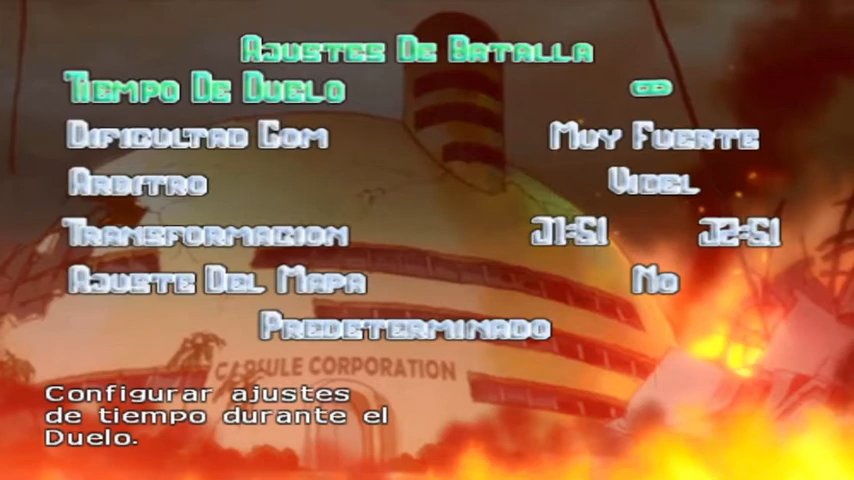 Ajustes De Batalla
Tiempo De Duelo ∞
Dificultad Com Muy Fuerte
Arbitro Videl
Transformacion J1:SI J2:SI
Ajuste Del Mapa No
Predeterminado
CAPSULE CORPORATION
Configurar ajustes
de tiempo durante el
Duelo.